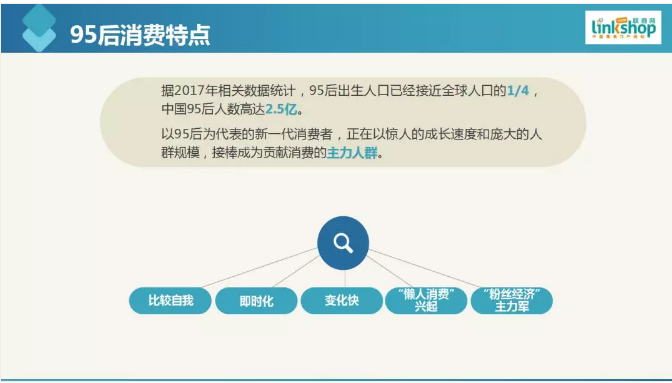 95后消费特点
linkshop
据2017年相关数据统计，95后出生人口已经接近全球人口的1/4，
中国95后人数高达2.5亿。
以95后为代表的新一代消费者，正在以惊人的成长速度和庞大的人
群规模，接棒成为贡献消费的主力人群。
比较自我
即时化
变化快
“懒人消费”
兴起
“粉丝经济”
主力军